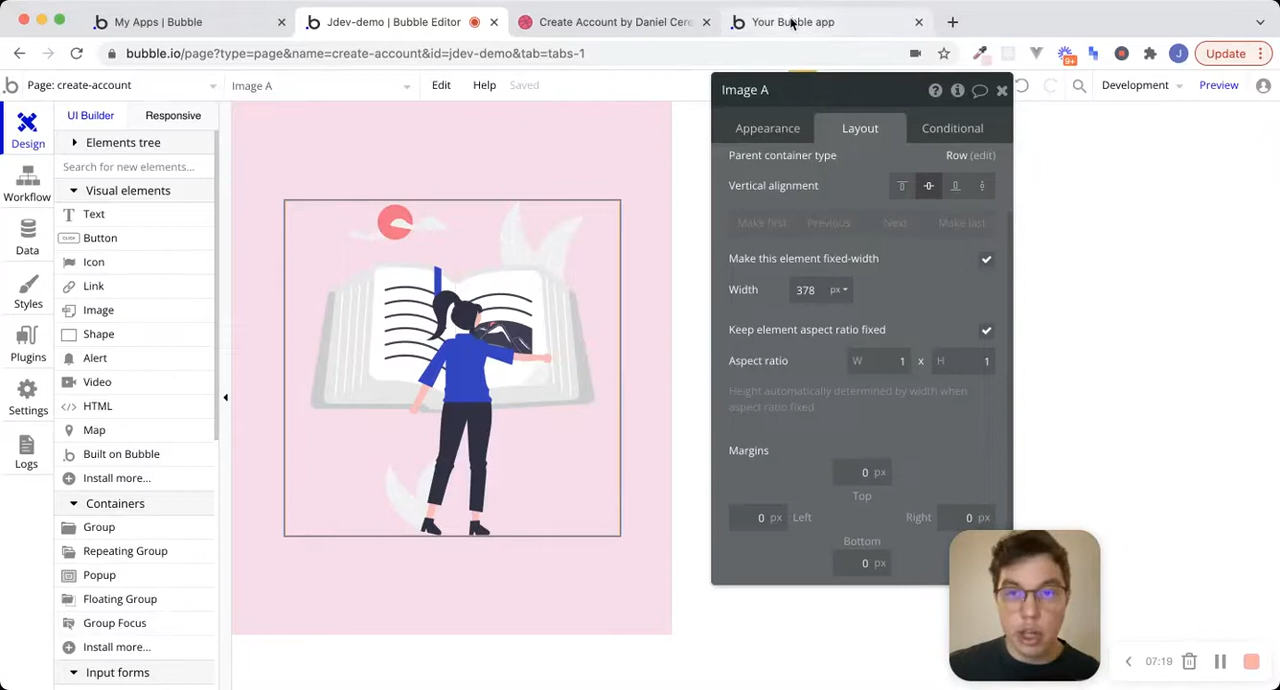 My Apps | Bubble
Jdev-demo | Bubble Editor
Create Account by Daniel Cere
Your Bubble app
bubble.io/page?type=page&name=create-account&id=jdev-demo&tab=tabs-1
9+
J
Update
Page: create-account
Image A
Edit
Help
Saved
Development
Preview
Design
Workflow
Data
Styles
Plugins
Settings
Logs
UI Builder
Responsive
Elements tree
Search for new elements...
Visual elements
Text
CLICK
Button
Icon
Link
Image
Shape
Alert
Video
HTML
Map
Built on Bubble
Install more...
Containers
Group
Repeating Group
Popup
Floating Group
Group Focus
Install more...
Input forms
Image A
Appearance
Layout
Conditional
Parent container type
Row (edit)
Vertical alignment
Make first
Previous
Next
Make last
Make this element fixed-width
Width
378 px
Keep element aspect ratio fixed
Aspect ratio
W 1 x H 1
Height automatically determined by width when
aspect ratio fixed
Margins
0 px
Top
0 px Left
Right 0 px
Bottom
0 px
07:19